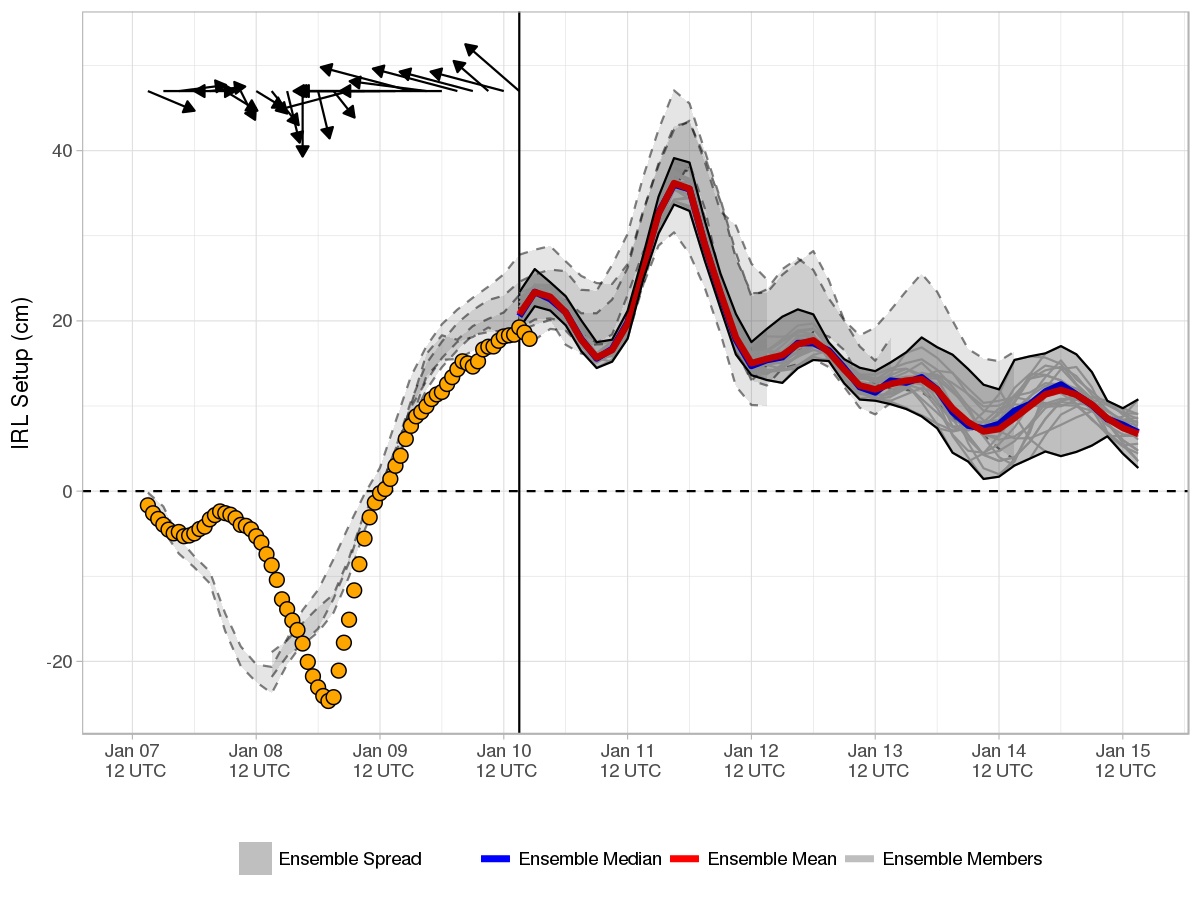 IRL Setup (cm)
40
20
0
-20
Jan 07 Jan 08 Jan 09 Jan 10 Jan 11 Jan 12 Jan 13 Jan 14 Jan 15
12 UTC 12 UTC 12 UTC 12 UTC 12 UTC 12 UTC 12 UTC 12 UTC 12 UTC
Ensemble Spread Ensemble Median Ensemble Mean Ensemble Members